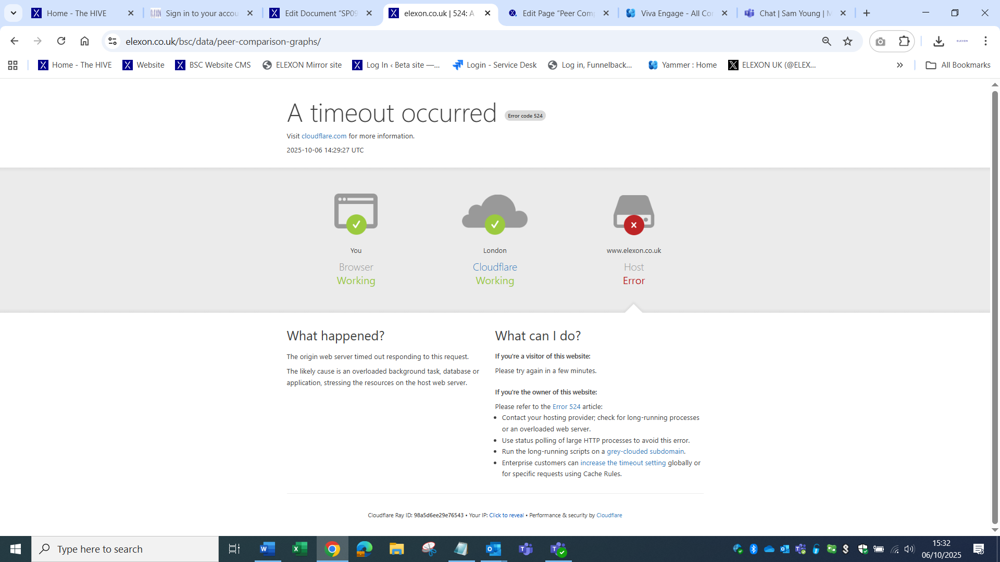 Home - The HIVE
Sign in to your accou
Edit Document “SP09
elexon.co.uk | 524: A
Edit Page “Peer Comp
Viva Engage - All Cor
Chat | Sam Young | M
elexon.co.uk/bsc/data/peer-comparison-graphs/
ELEXON
Home - The HIVE
Website
BSC Website CMS
ELEXON Mirror site
Log In ‹ Beta site —...
Login - Service Desk
Log in, Funnelback...
Yammer : Home
ELEXON UK (@ELEX...
All Bookmarks
A timeout occurred Error code 524
Visit cloudflare.com for more information.
2025-10-06 14:29:27 UTC
You
Browser
Working
London
Cloudflare
Working
www.elexon.co.uk
Host
Error
What happened?
The origin web server timed out responding to this request.
The likely cause is an overloaded background task, database or
application, stressing the resources on the host web server.
What can I do?
If you're a visitor of this website:
Please try again in a few minutes.
If you're the owner of this website:
Please refer to the Error 524 article:
• Contact your hosting provider; check for long-running processes
or an overloaded web server.
• Use status polling of large HTTP processes to avoid this error.
• Run the long-running scripts on a grey-clouded subdomain.
• Enterprise customers can increase the timeout setting globally or
for specific requests using Cache Rules.
Cloudflare Ray ID: 98a5d6ee29e76543 • Your IP: Click to reveal • Performance & security by Cloudflare
Type here to search
15:32
06/10/2025